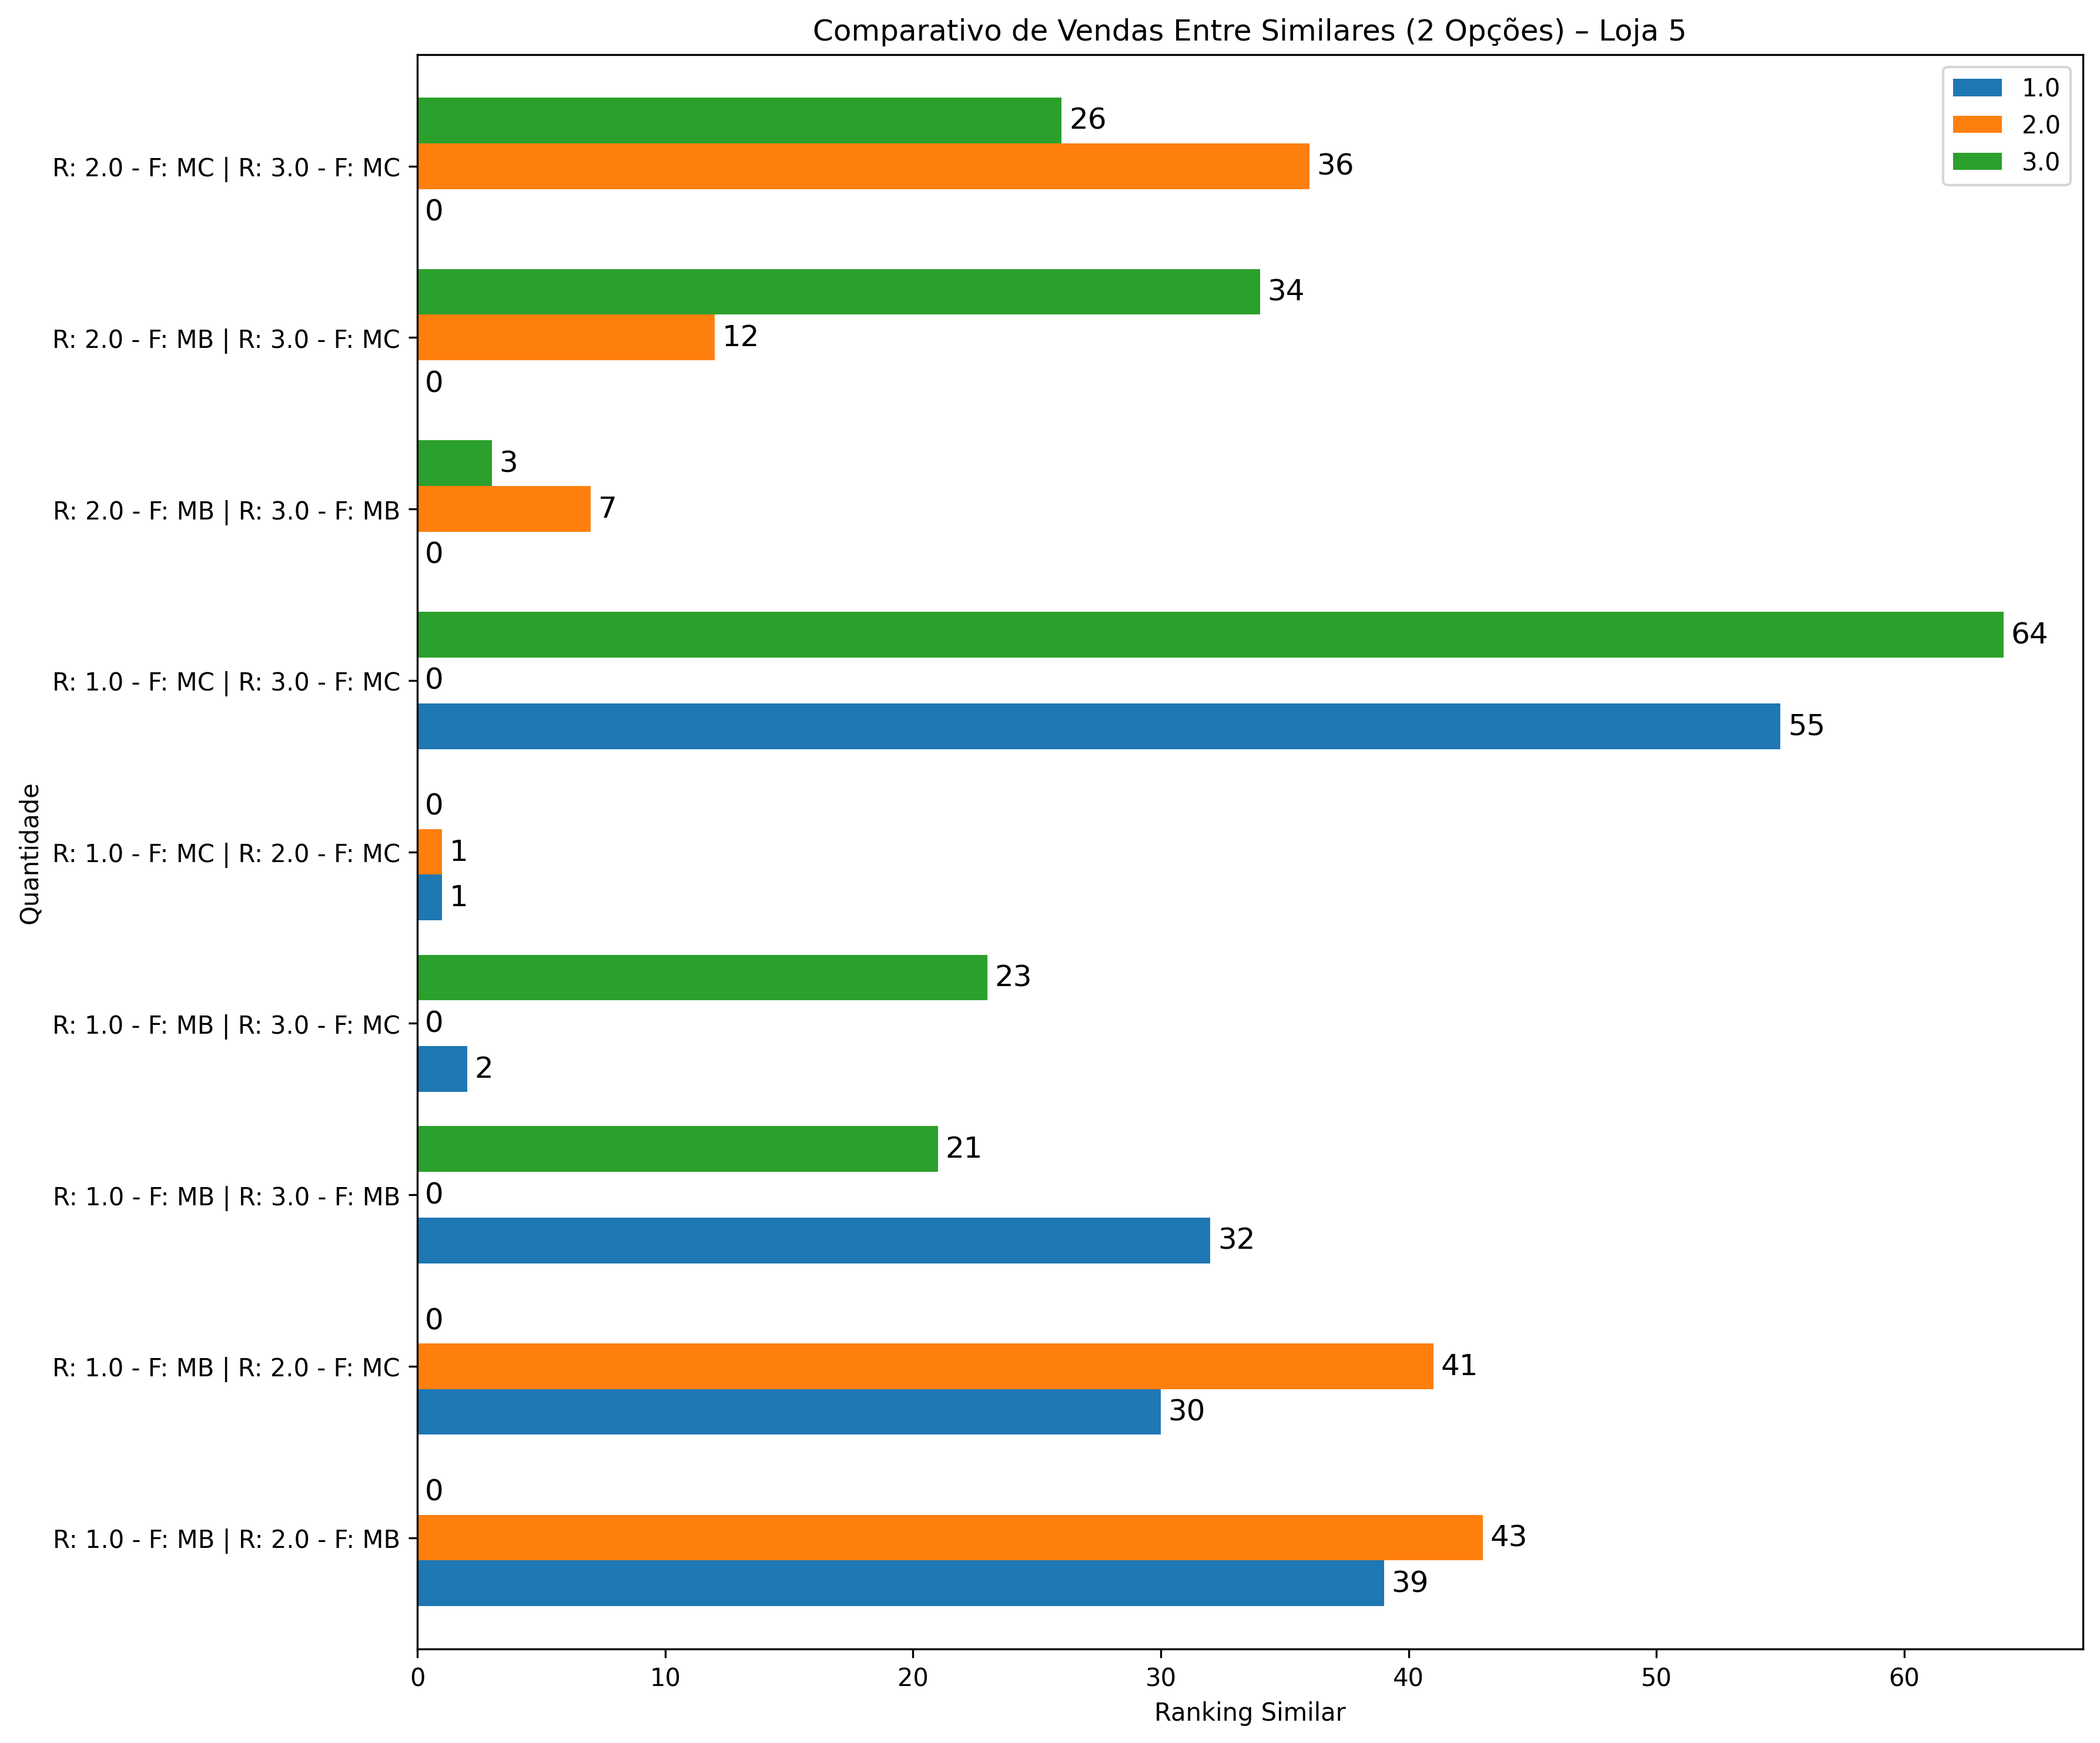 Comparativo de Vendas Entre Similares (2 Opções) – Loja 5
1.0
2.0
3.0
R: 2.0 - F: MC | R: 3.0 - F: MC
26
36
0
R: 2.0 - F: MB | R: 3.0 - F: MC
34
12
0
R: 2.0 - F: MB | R: 3.0 - F: MB
3
7
0
R: 1.0 - F: MC | R: 3.0 - F: MC
64
0
55
R: 1.0 - F: MC | R: 2.0 - F: MC
0
1
1
R: 1.0 - F: MB | R: 3.0 - F: MC
23
0
2
R: 1.0 - F: MB | R: 3.0 - F: MB
21
0
32
R: 1.0 - F: MB | R: 2.0 - F: MC
0
41
30
R: 1.0 - F: MB | R: 2.0 - F: MB
0
43
39
Quantidade
0 10 20 30 40 50 60
Ranking Similar